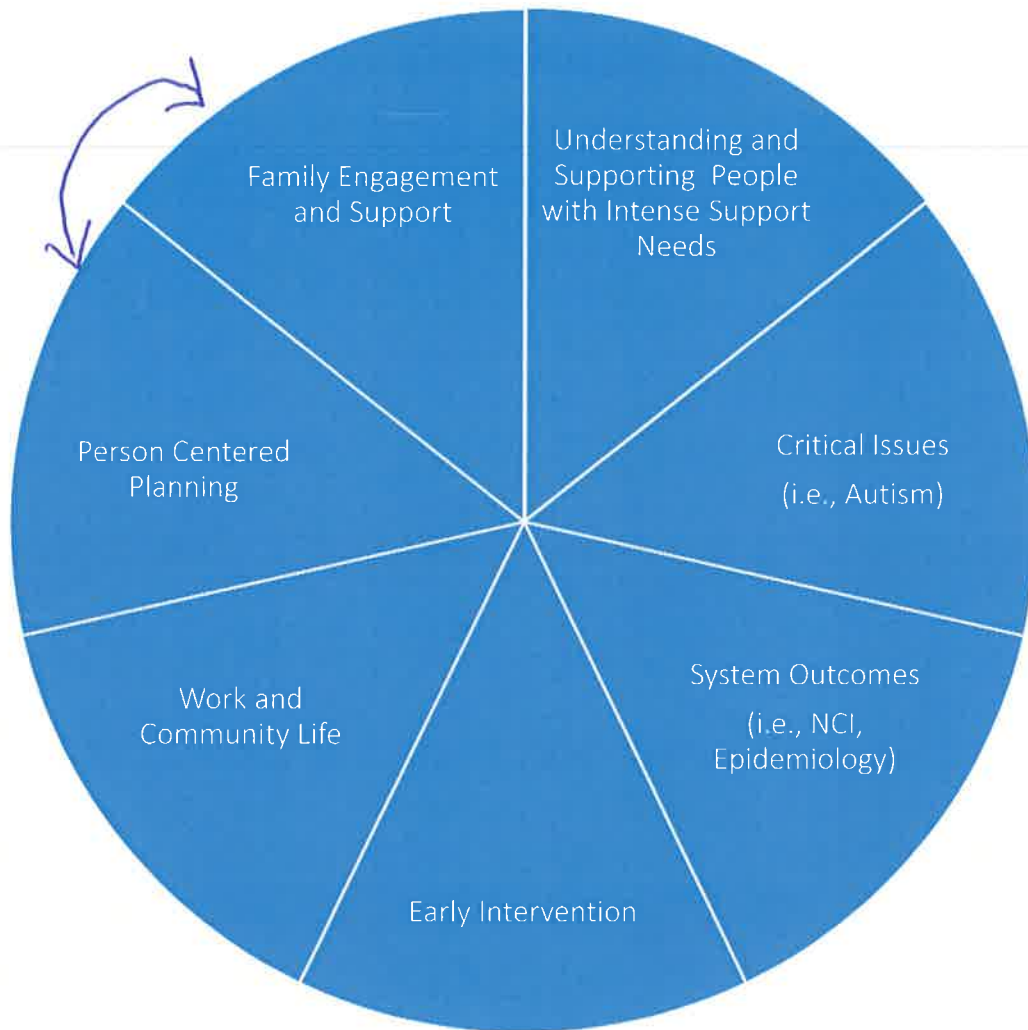 Understanding and
Supporting People
with Intense Support
Needs
Critical Issues
(i.e., Autism)
System Outcomes
(i.e., NCI,
Epidemiology)
Early Intervention
Work and
Community Life
Person Centered
Planning
Family Engagement
and Support